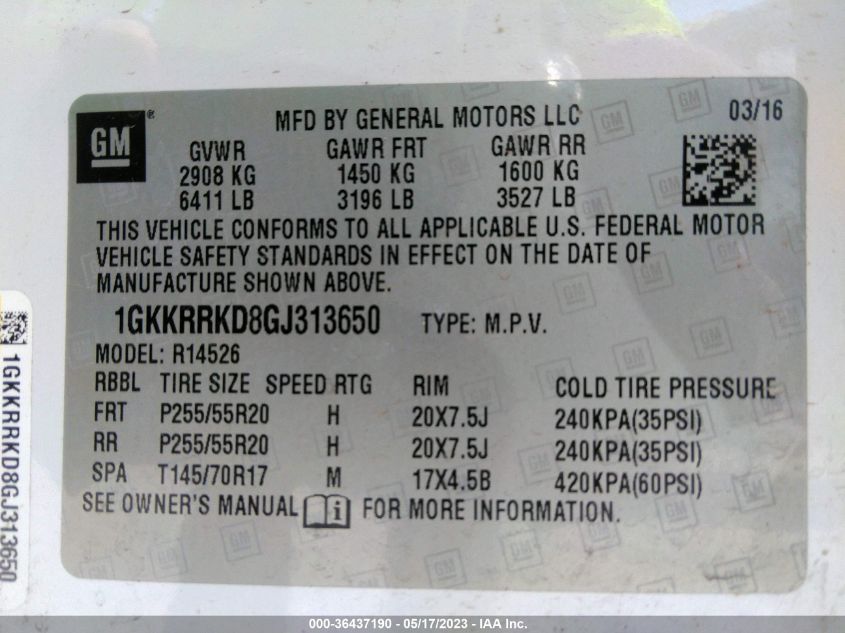 GM ® MFD BY GENERAL MOTORS LLC 03/16
GVWR GAWR FRT GAWR RR
2908 KG 1450 KG 1600 KG
6411 LB 3196 LB 3527 LB
THIS VEHICLE CONFORMS TO ALL APPLICABLE U.S. FEDERAL MOTOR
VEHICLE SAFETY STANDARDS IN EFFECT ON THE DATE OF
MANUFACTURE SHOWN ABOVE.
1GKKRRKD8GJ313650 TYPE: M.P.V.
MODEL: R14526
RBBL TIRE SIZE SPEED RTG RIM COLD TIRE PRESSURE
FRT P255/55R20 H 20X7.5J 240KPA(35PSI)
RR P255/55R20 H 20X7.5J 240KPA(35PSI)
SPA T145/70R17 M 17X4.5B 420KPA(60PSI)
SEE OWNER'S MANUAL i FOR MORE INFORMATION.
1GKKRRKD8GJ313650
000-36437190 - 05/17/2023 - IAA Inc.